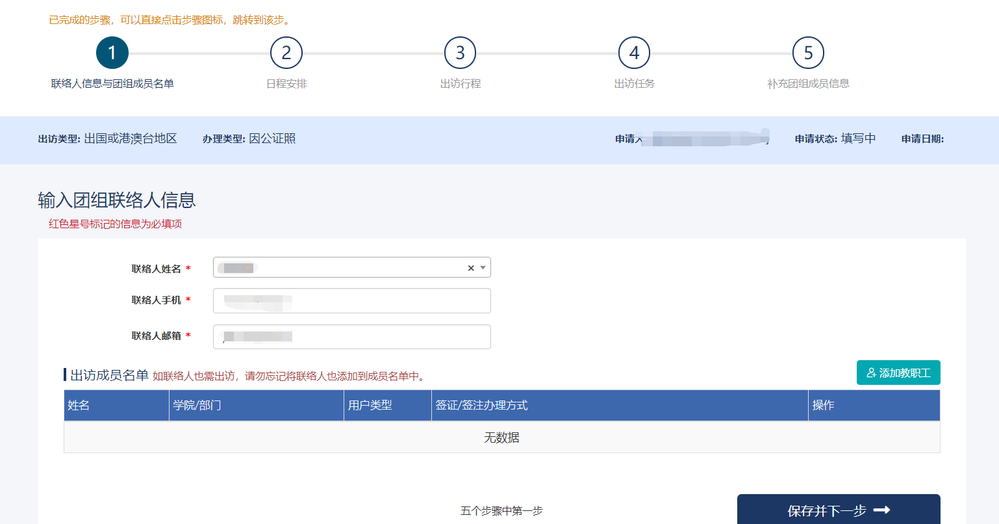 已完成的步骤，可以直接点击步骤图标，跳转到该步。
1 2 3 4 5
联络人信息与团组成员名单 日程安排 出访行程 出访任务 补充团组成员信息
出访类型: 出国或港澳台地区 办理类型: 因公证照 申请人 申请状态: 填写中 申请日期:
输入团组联络人信息
红色星号标记的信息为必填项
联络人姓名 *
联络人手机 *
联络人邮箱 *
出访成员名单 如联络人也需出访，请勿忘记将联络人也添加到成员名单中。 添加教职工
姓名 学院/部门 用户类型 签证/签注办理方式 操作
无数据
五个步骤中第一步 保存并下一步